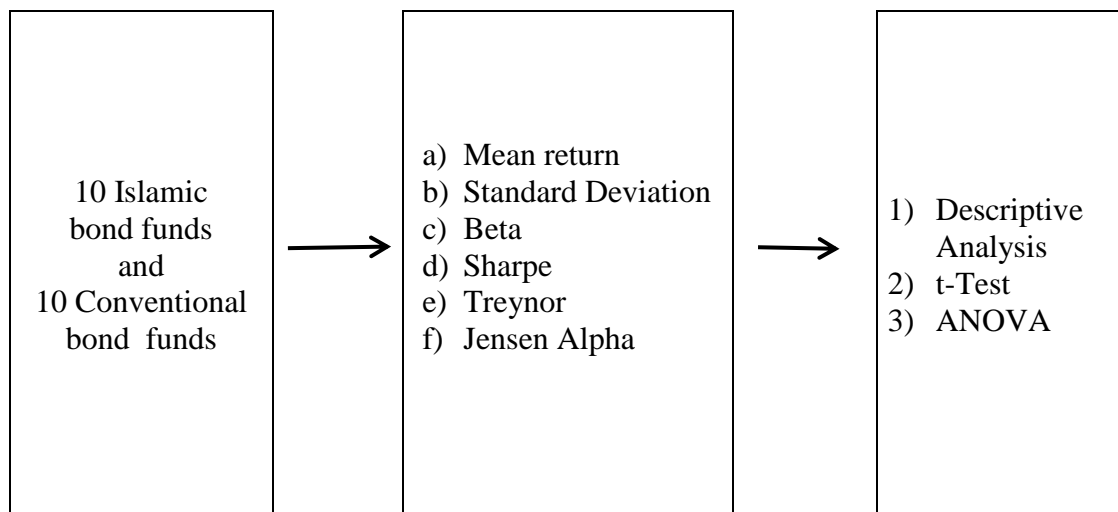 10 Islamic
bond funds
and
10 Conventional
bond funds
a) Mean return
b) Standard Deviation
c) Beta
d) Sharpe
e) Treynor
f) Jensen Alpha
1) Descriptive
Analysis
2) t-Test
3) ANOVA